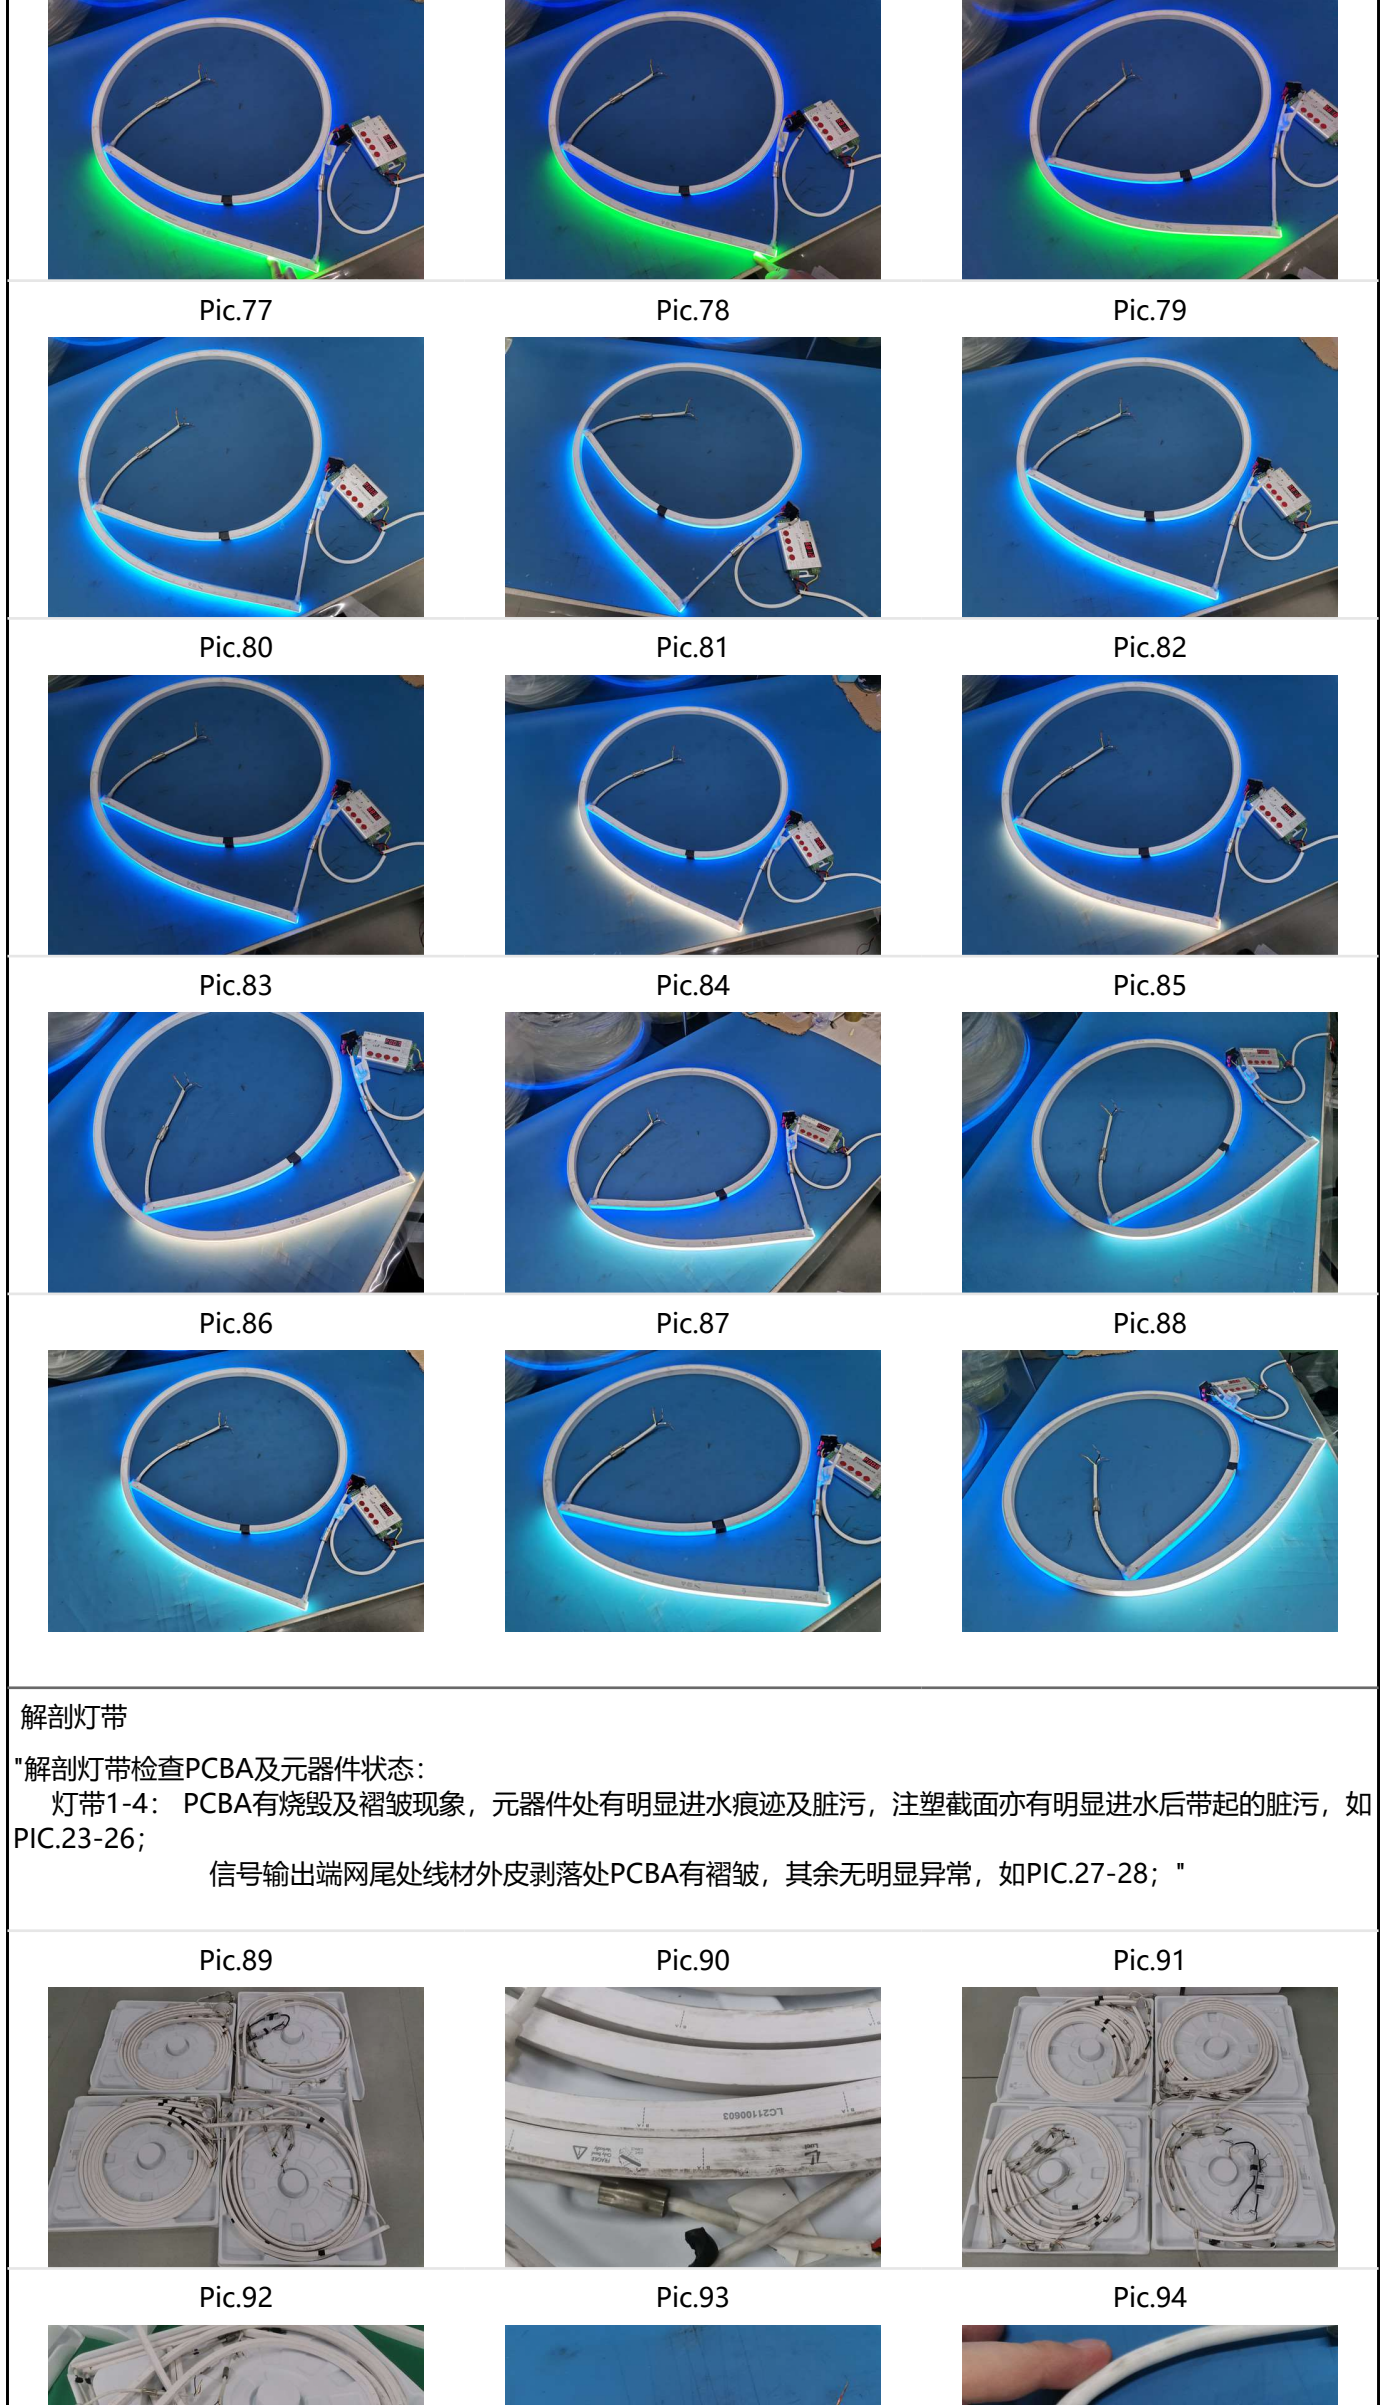 Pic.77 Pic.78 Pic.79
Pic.80 Pic.81 Pic.82
Pic.83 Pic.84 Pic.85
Pic.86 Pic.87 Pic.88
解剖灯带
"解剖灯带检查PCBA及元器件状态：
灯带1-4： PCBA有烧毁及褶皱现象，元器件处有明显进水痕迹及脏污，注塑截面亦有明显进水后带起的脏污，如
PIC.23-26；
信号输出端网尾处线材外皮剥落处PCBA有褶皱，其余无明显异常，如PIC.27-28；"
Pic.89 Pic.90 Pic.91
LC21100603
Pic.92 Pic.93 Pic.94